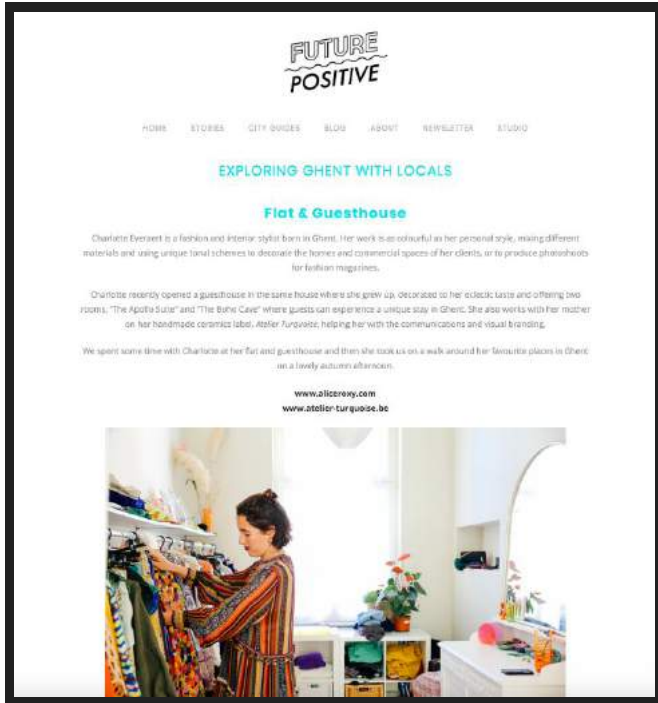 FUTURE
POSITIVE
HOME STORIES CITY GUIDES BLOG ABOUT NEWSLETTER STUDIO
EXPLORING GHENT WITH LOCALS
Flat & Guesthouse
Charlotte Everaert is a fashion and interior stylist born in Ghent. Her work is as colourful as her personal style, mixing different
materials and using unique tonal schemes to decorate the homes and commercial spaces of her clients, or to produce photoshoots
for fashion magazines.
Charlotte recently opened a guesthouse in the same house where she grew up, decorated to her eclectic taste and offering two
rooms, "The Apollo Suite" and "The Boho Cave" where guests can experience a unique stay in Ghent. She also works with her mother
on her handmade ceramics label, Atelier Turquoise, helping her with the communications and visual branding.
We spent some time with Charlotte at her flat and guesthouse and then she took us on a walk around her favourite places in Ghent
on a lovely autumn afternoon.
www.aliceroxy.com
www.atelier-turquoise.be